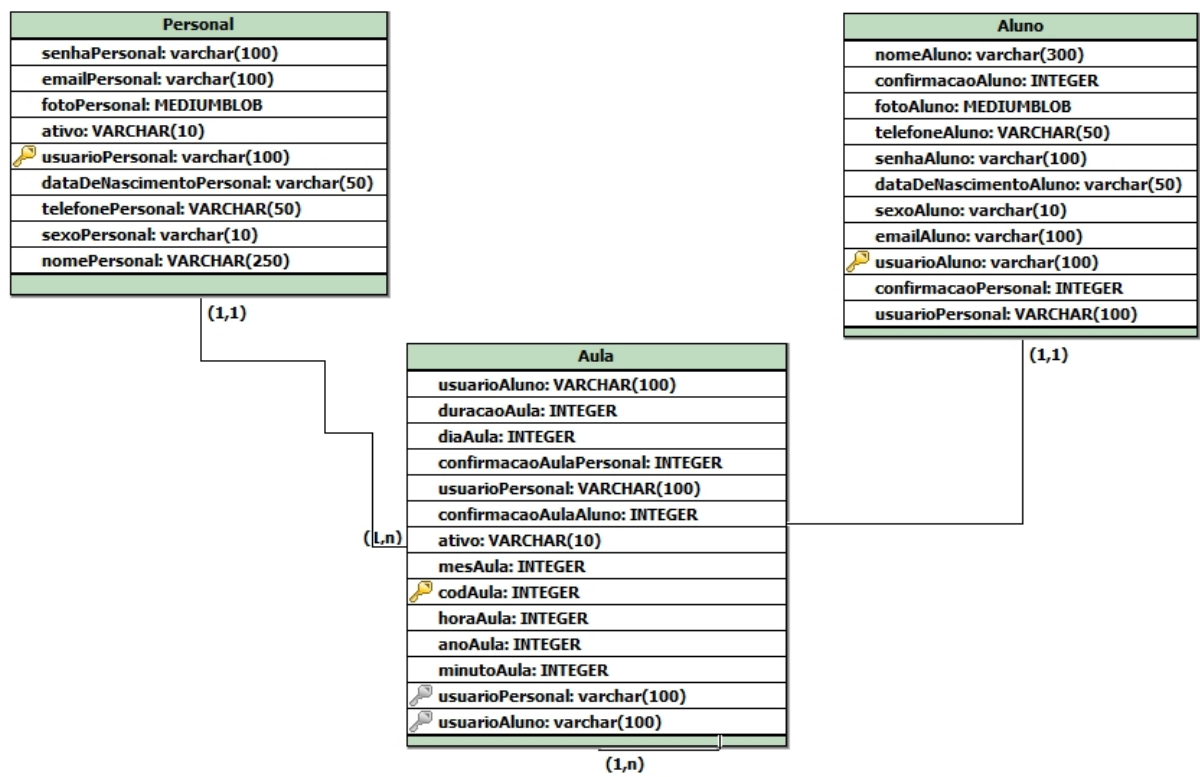 Personal
senhaPersonal: varchar(100)
emailPersonal: varchar(100)
fotoPersonal: MEDIUMBLOB
ativo: VARCHAR(10)
usuarioPersonal: varchar(100)
dataDeNascimentoPersonal: varchar(50)
telefonePersonal: VARCHAR(50)
sexoPersonal: varchar(10)
nomePersonal: VARCHAR(250)
(1,1)
Aluno
nomeAluno: varchar(300)
confirmacaoAluno: INTEGER
fotoAluno: MEDIUMBLOB
telefoneAluno: VARCHAR(50)
senhaAluno: varchar(100)
dataDeNascimentoAluno: varchar(50)
sexoAluno: varchar(10)
emailAluno: varchar(100)
usuarioAluno: varchar(100)
confirmacaoPersonal: INTEGER
usuarioPersonal: VARCHAR(100)
(1,1)
Aula
usuarioAluno: VARCHAR(100)
duracaoAula: INTEGER
diaAula: INTEGER
confirmacaoAulaPersonal: INTEGER
usuarioPersonal: VARCHAR(100)
confirmacaoAulaAluno: INTEGER
(1,n)
ativo: VARCHAR(10)
mesAula: INTEGER
codAula: INTEGER
horaAula: INTEGER
anoAula: INTEGER
minutoAula: INTEGER
usuarioPersonal: varchar(100)
usuarioAluno: varchar(100)
(1,n)